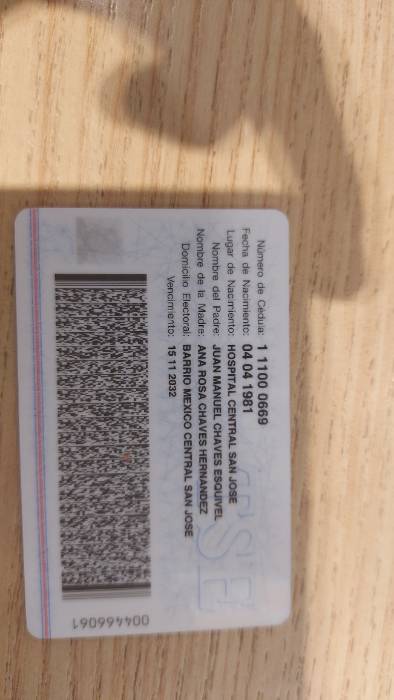 Número de Cédula: 1 1100 0669
Fecha de Nacimiento: 04 04 1981
Lugar de Nacimiento: HOSPITAL CENTRAL SAN JOSE
Nombre del Padre: JUAN MANUEL CHAVES ESQUIVEL
Nombre de la Madre: ANA ROSA CHAVES HERNANDEZ
Domicilio Electoral: BARRIO MEXICO CENTRAL SAN JOSE
Vencimiento: 15 11 2032
TSE
004466061